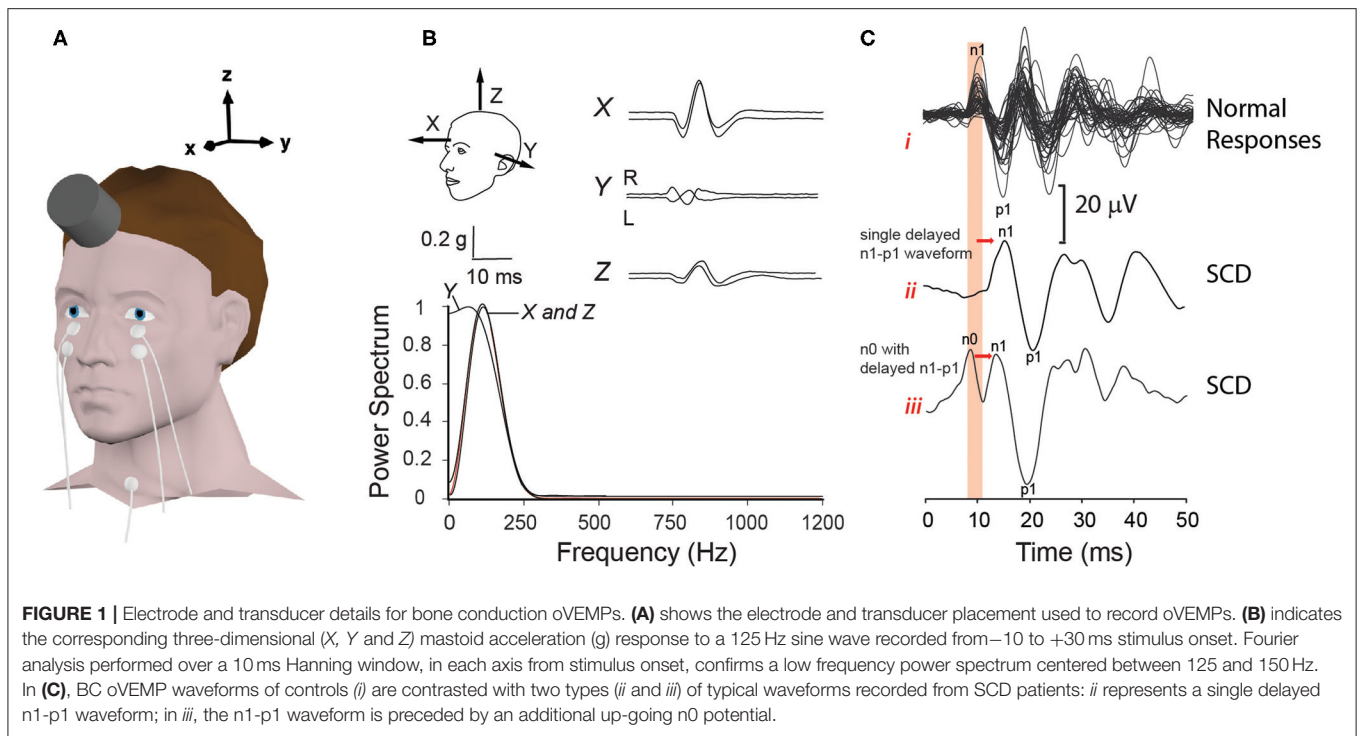 A
z
x
y
B
Z
X
Y
X
Y
R
L
Z
0.2 g
10 ms
Y
X and Z
Power Spectrum
1
0.8
0.6
0.4
0.2
0
0
250
500
750
1000
1200
Frequency (Hz)
C
n1
i
Normal
Responses
p1
20 µV
single delayed
n1-p1 waveform
n1
ii
SCD
p1
n0 with
delayed n1-p1
n0
n1
iii
SCD
p1
0
10
20
30
40
50
Time (ms)
FIGURE 1 | Electrode and transducer details for bone conduction oVEMPs. (A) shows the electrode and transducer placement used to record oVEMPs. (B) indicates
the corresponding three-dimensional (X, Y and Z) mastoid acceleration (g) response to a 125 Hz sine wave recorded from−10 to +30 ms stimulus onset. Fourier
analysis performed over a 10 ms Hanning window, in each axis from stimulus onset, confirms a low frequency power spectrum centered between 125 and 150 Hz.
In (C), BC oVEMP waveforms of controls (i) are contrasted with two types (ii and iii) of typical waveforms recorded from SCD patients: ii represents a single delayed
n1-p1 waveform; in iii, the n1-p1 waveform is preceded by an additional up-going n0 potential.